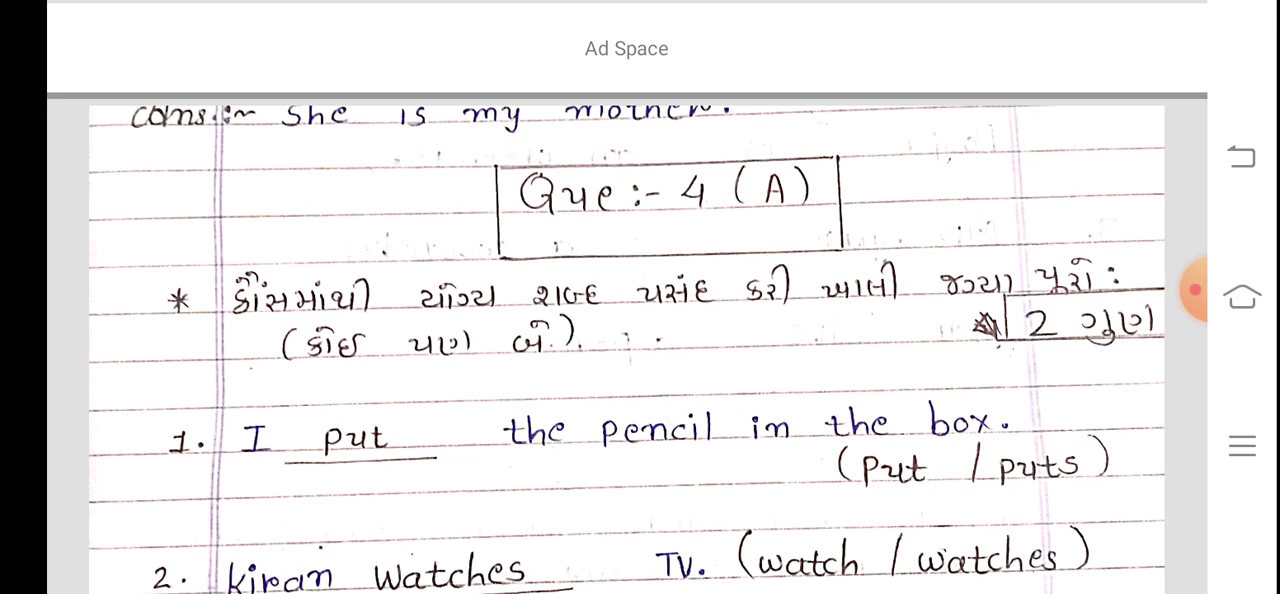 Ad Space
Ans:- She is my mother.
Que:- 4 (A)
* કૌંસમાંથી યોગ્ય શબ્દ પસંદ કરી ખાલી જગ્યા પૂરો :
(કોઈ પણ બે). 2 ગુણ
1. I put the pencil in the box.
(put / puts)
2. kiran watches TV. (watch / watches)